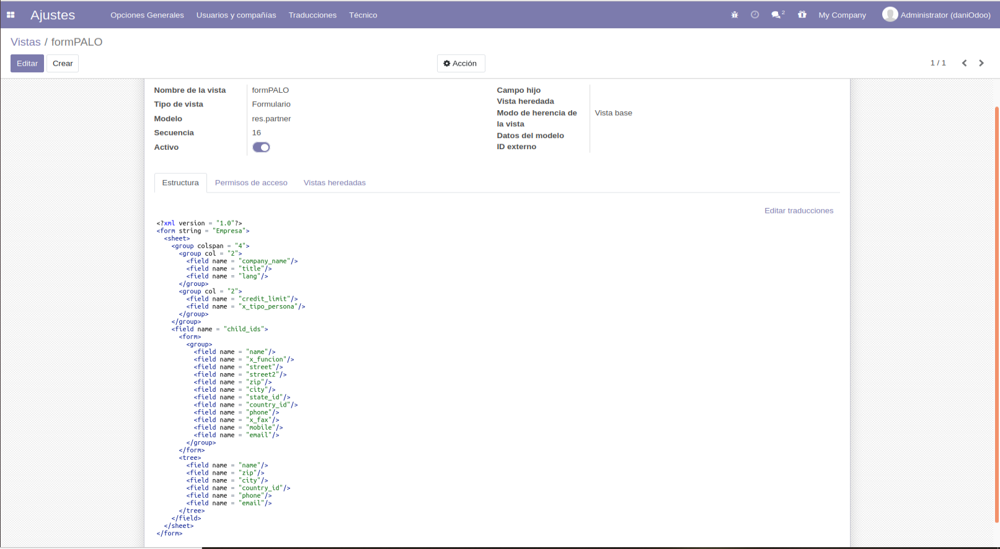 Ajustes Opciones Generales Usuarios y compañías Traducciones Técnico 2 My Company Administrator (daniOdoo)
Vistas / formPALO
Editar Crear Acción 1 / 1
Nombre de la vista formPALO
Tipo de vista Formulario
Modelo res.partner
Secuencia 16
Activo
Campo hijo
Vista heredada
Modo de herencia de la vista Vista base
Datos del modelo
ID externo
Estructura Permisos de acceso Vistas heredadas
Editar traducciones
<?xml version = "1.0"?>
<form string = "Empresa">
<sheet>
<group colspan = "4">
<group col = "2">
<field name = "company_name"/>
<field name = "title"/>
<field name = "lang"/>
</group>
<group col = "2">
<field name = "credit_limit"/>
<field name = "x_tipo_persona"/>
</group>
</group>
<field name = "child_ids">
<form>
<group>
<field name = "name"/>
<field name = "x_funcion"/>
<field name = "street"/>
<field name = "street2"/>
<field name = "zip"/>
<field name = "city"/>
<field name = "state_id"/>
<field name = "country_id"/>
<field name = "phone"/>
<field name = "x_fax"/>
<field name = "mobile"/>
<field name = "email"/>
</group>
</form>
<tree>
<field name = "name"/>
<field name = "zip"/>
<field name = "city"/>
<field name = "country_id"/>
<field name = "phone"/>
<field name = "email"/>
</tree>
</field>
</sheet>
</form>